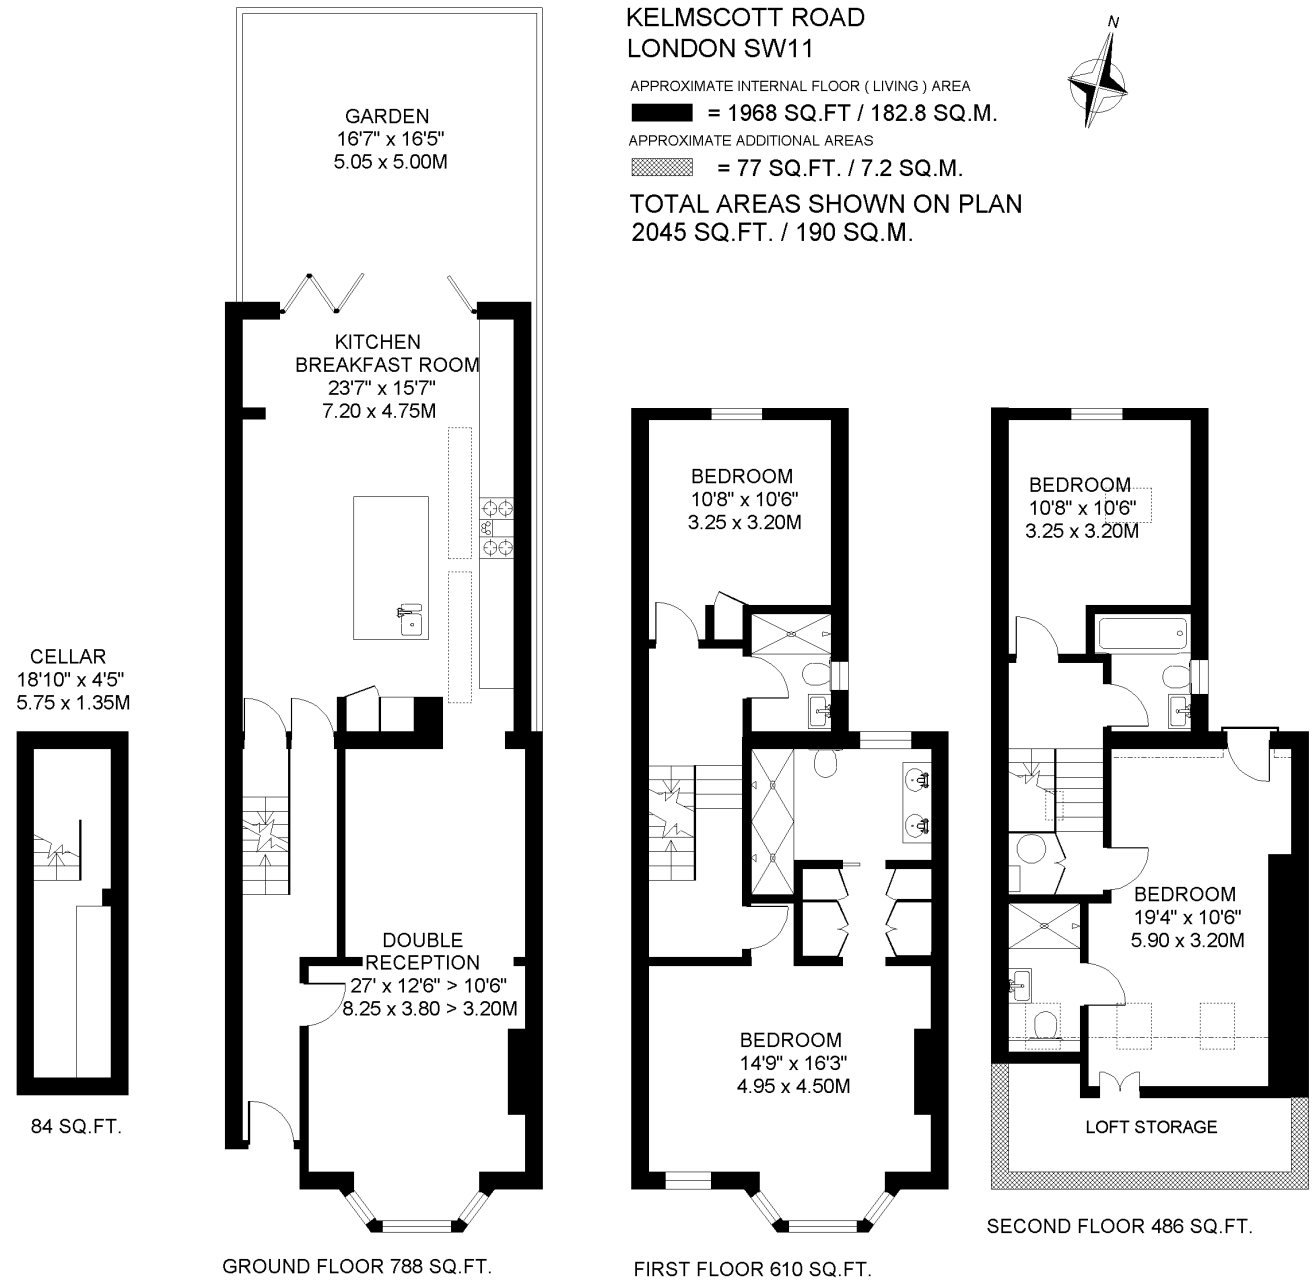 KELMSCOTT ROAD
LONDON SW11
N
APPROXIMATE INTERNAL FLOOR ( LIVING ) AREA
= 1968 SQ.FT / 182.8 SQ.M.
APPROXIMATE ADDITIONAL AREAS
= 77 SQ.FT. / 7.2 SQ.M.
TOTAL AREAS SHOWN ON PLAN
2045 SQ.FT. / 190 SQ.M.
GARDEN
16'7" x 16'5"
5.05 x 5.00M
KITCHEN
BREAKFAST ROOM
23'7" x 15'7"
7.20 x 4.75M
BEDROOM
10'8" x 10'6"
3.25 x 3.20M
BEDROOM
10'8" x 10'6"
3.25 x 3.20M
CELLAR
18'10" x 4'5"
5.75 x 1.35M
84 SQ.FT.
DOUBLE
RECEPTION
27' x 12'6" > 10'6"
8.25 x 3.80 > 3.20M
BEDROOM
14'9" x 16'3"
4.95 x 4.50M
BEDROOM
19'4" x 10'6"
5.90 x 3.20M
LOFT STORAGE
GROUND FLOOR 788 SQ.FT.
FIRST FLOOR 610 SQ.FT.
SECOND FLOOR 486 SQ.FT.